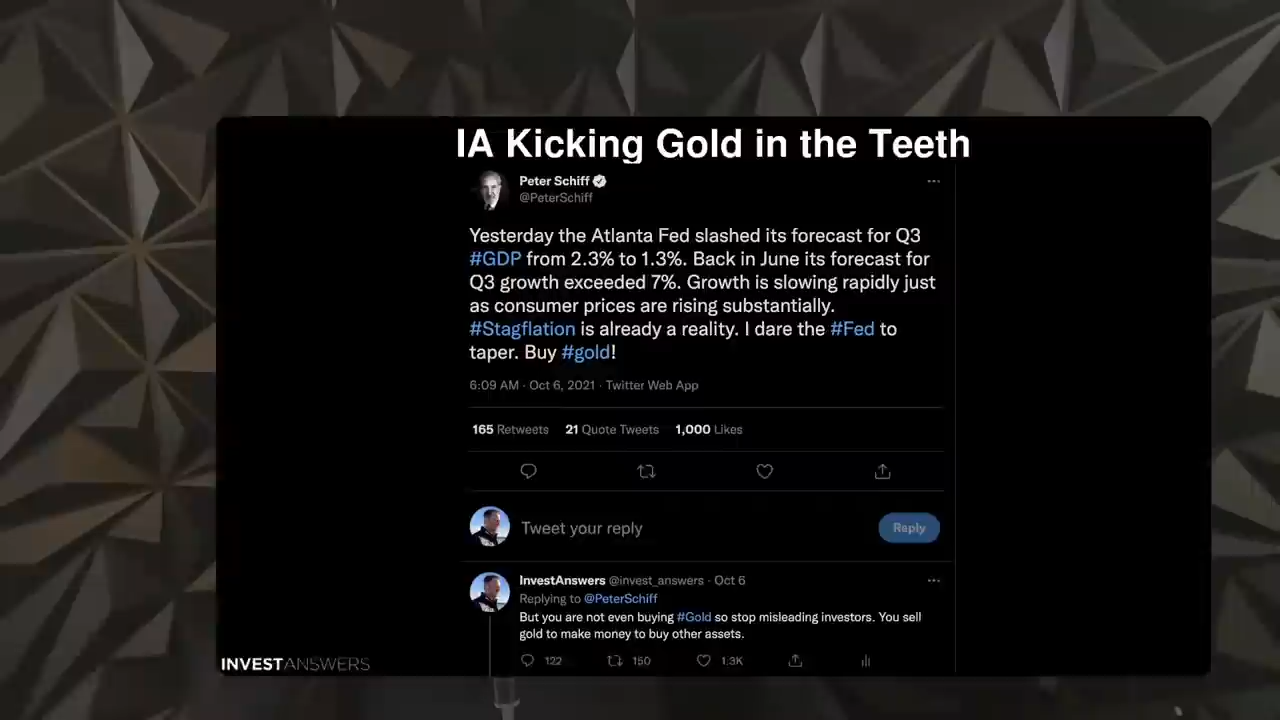 IA Kicking Gold in the Teeth
Peter Schiff
@PeterSchiff
Yesterday the Atlanta Fed slashed its forecast for Q3
#GDP from 2.3% to 1.3%. Back in June its forecast for
Q3 growth exceeded 7%. Growth is slowing rapidly just
as consumer prices are rising substantially.
#Stagflation is already a reality. I dare the #Fed to
taper. Buy #gold!
6:09 AM · Oct 6, 2021 · Twitter Web App
165 Retweets 21 Quote Tweets 1,000 Likes
Tweet your reply
Reply
InvestAnswers @invest_answers · Oct 6
Replying to @PeterSchiff
But you are not even buying #Gold so stop misleading investors. You sell
gold to make money to buy other assets.
122 150 1.3K
INVESTANSWERS